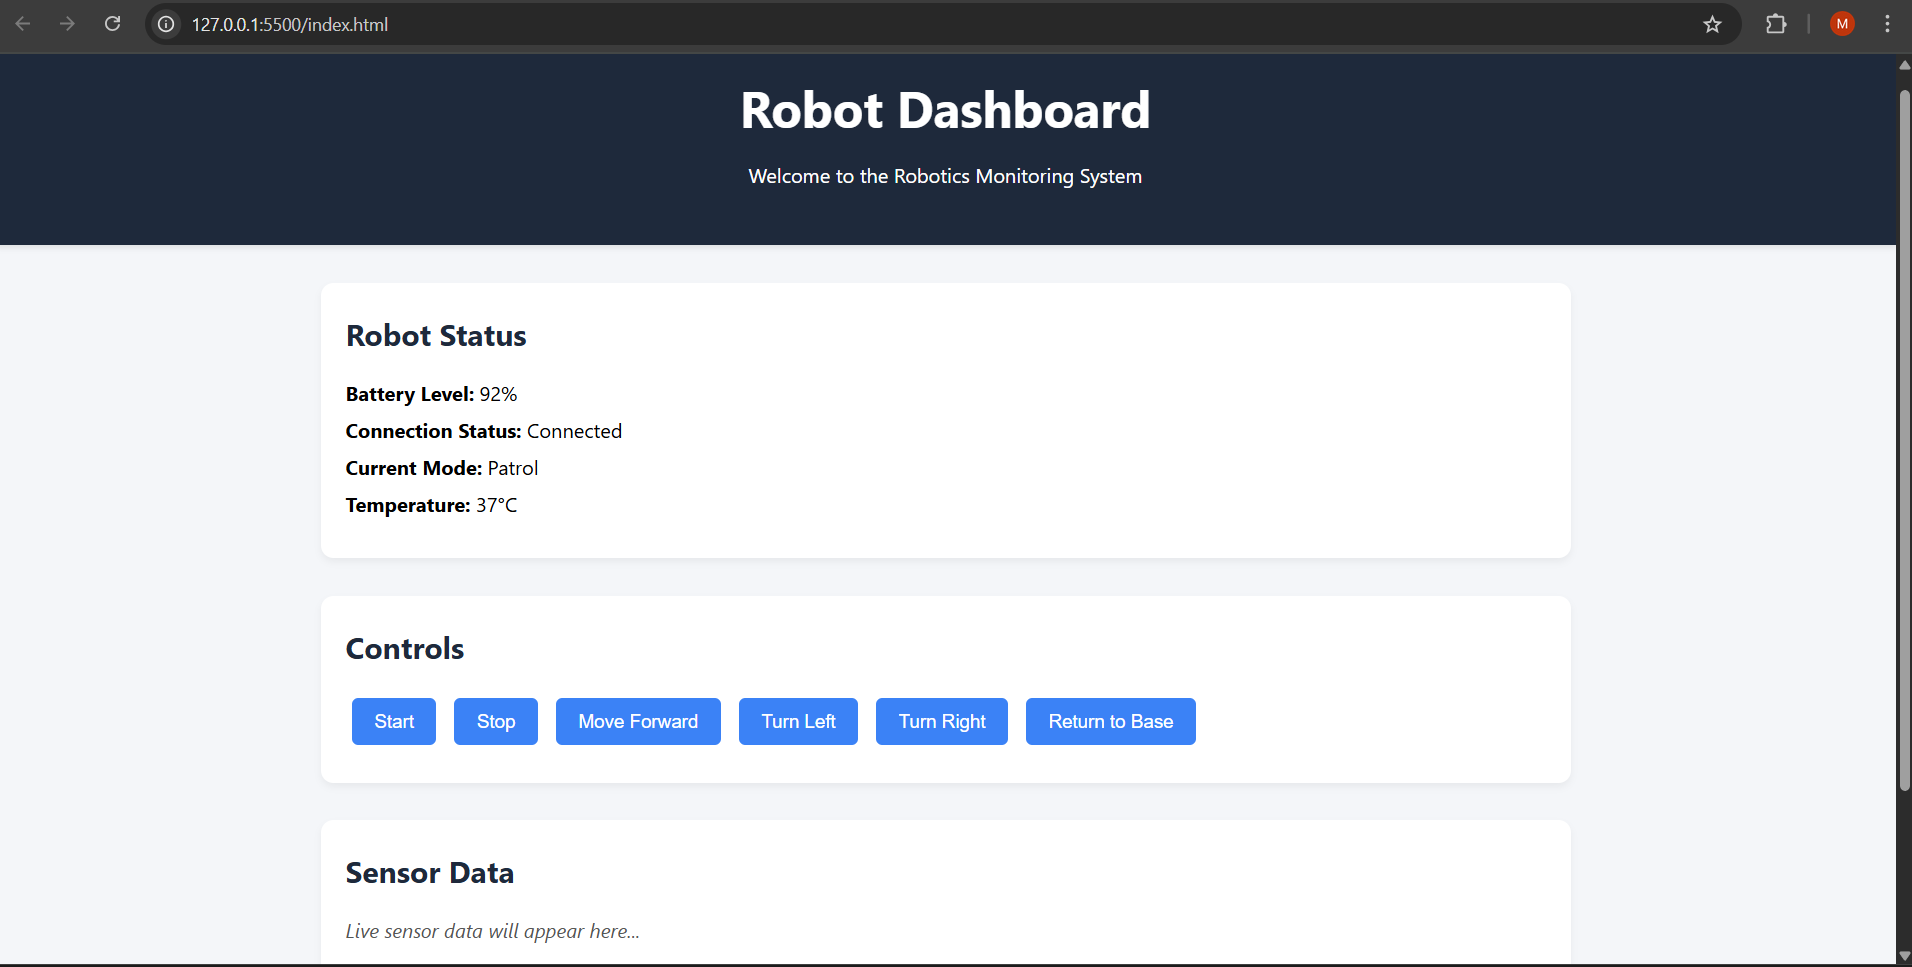 127.0.0.1:5500/index.html
M
Robot Dashboard
Welcome to the Robotics Monitoring System
Robot Status
Battery Level: 92%
Connection Status: Connected
Current Mode: Patrol
Temperature: 37°C
Controls
Start Stop Move Forward Turn Left Turn Right Return to Base
Sensor Data
Live sensor data will appear here...